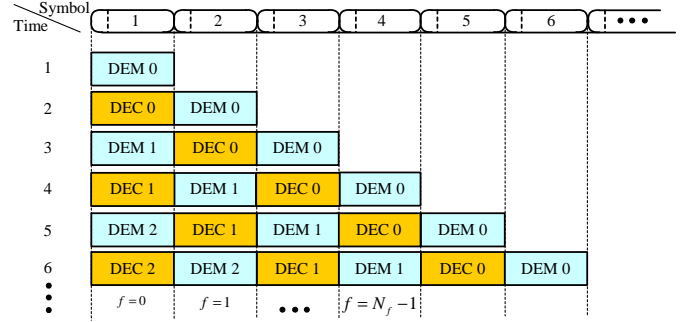 Symbol
Time
1 2 3 4 5 6 •••
1 DEM 0
2 DEC 0 DEM 0
3 DEM 1 DEC 0 DEM 0
4 DEC 1 DEM 1 DEC 0 DEM 0
5 DEM 2 DEC 1 DEM 1 DEC 0 DEM 0
6 DEC 2 DEM 2 DEC 1 DEM 1 DEC 0 DEM 0
f = 0 f = 1 ••• f = N_f − 1